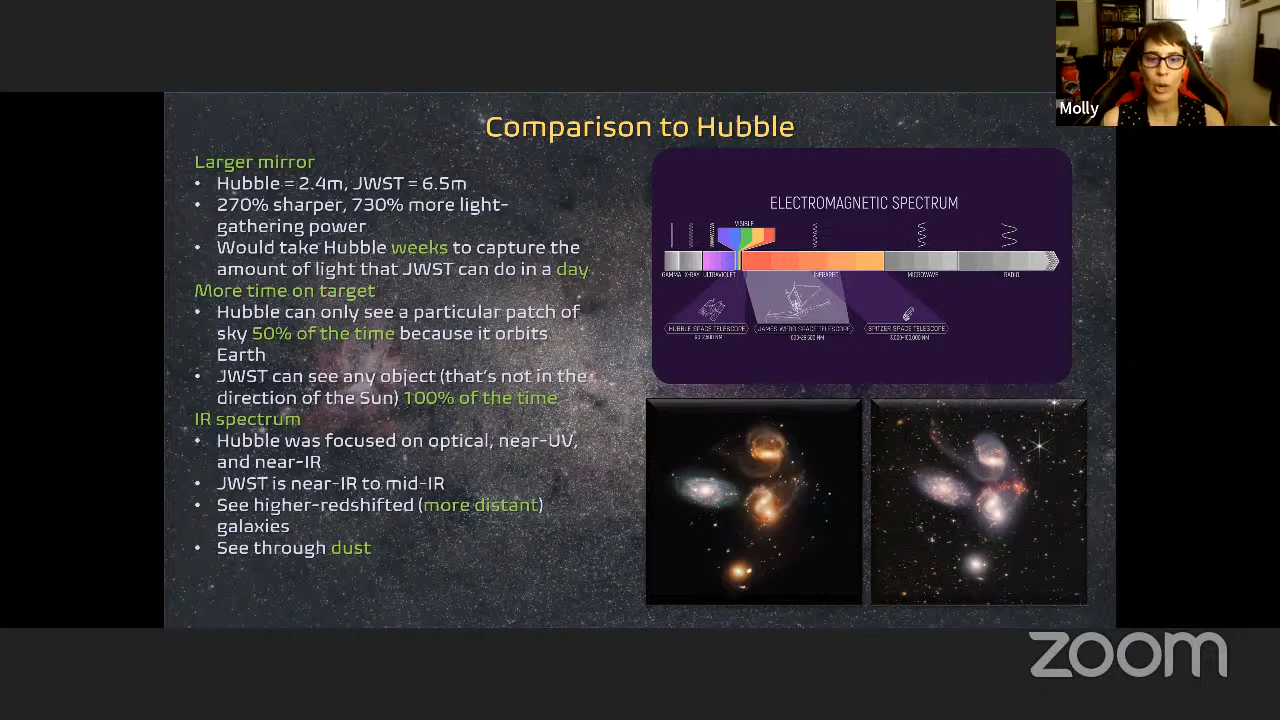 Molly
Comparison to Hubble
Larger mirror
• Hubble = 2.4m, JWST = 6.5m
• 270% sharper, 730% more light-
gathering power
• Would take Hubble weeks to capture the
amount of light that JWST can do in a day
More time on target
• Hubble can only see a particular patch of
sky 50% of the time because it orbits
Earth
• JWST can see any object (that's not in the
direction of the Sun) 100% of the time
IR spectrum
• Hubble was focused on optical, near-UV,
and near-IR
• JWST is near-IR to mid-IR
• See higher-redshifted (more distant)
galaxies
• See through dust
ELECTROMAGNETIC SPECTRUM
VISIBLE
GAMMA X-RAY ULTRAVIOLET INFRARED MICROWAVE RADIO
HUBBLE SPACE TELESCOPE JAMES WEBB SPACE TELESCOPE SPITZER SPACE TELESCOPE
zoom